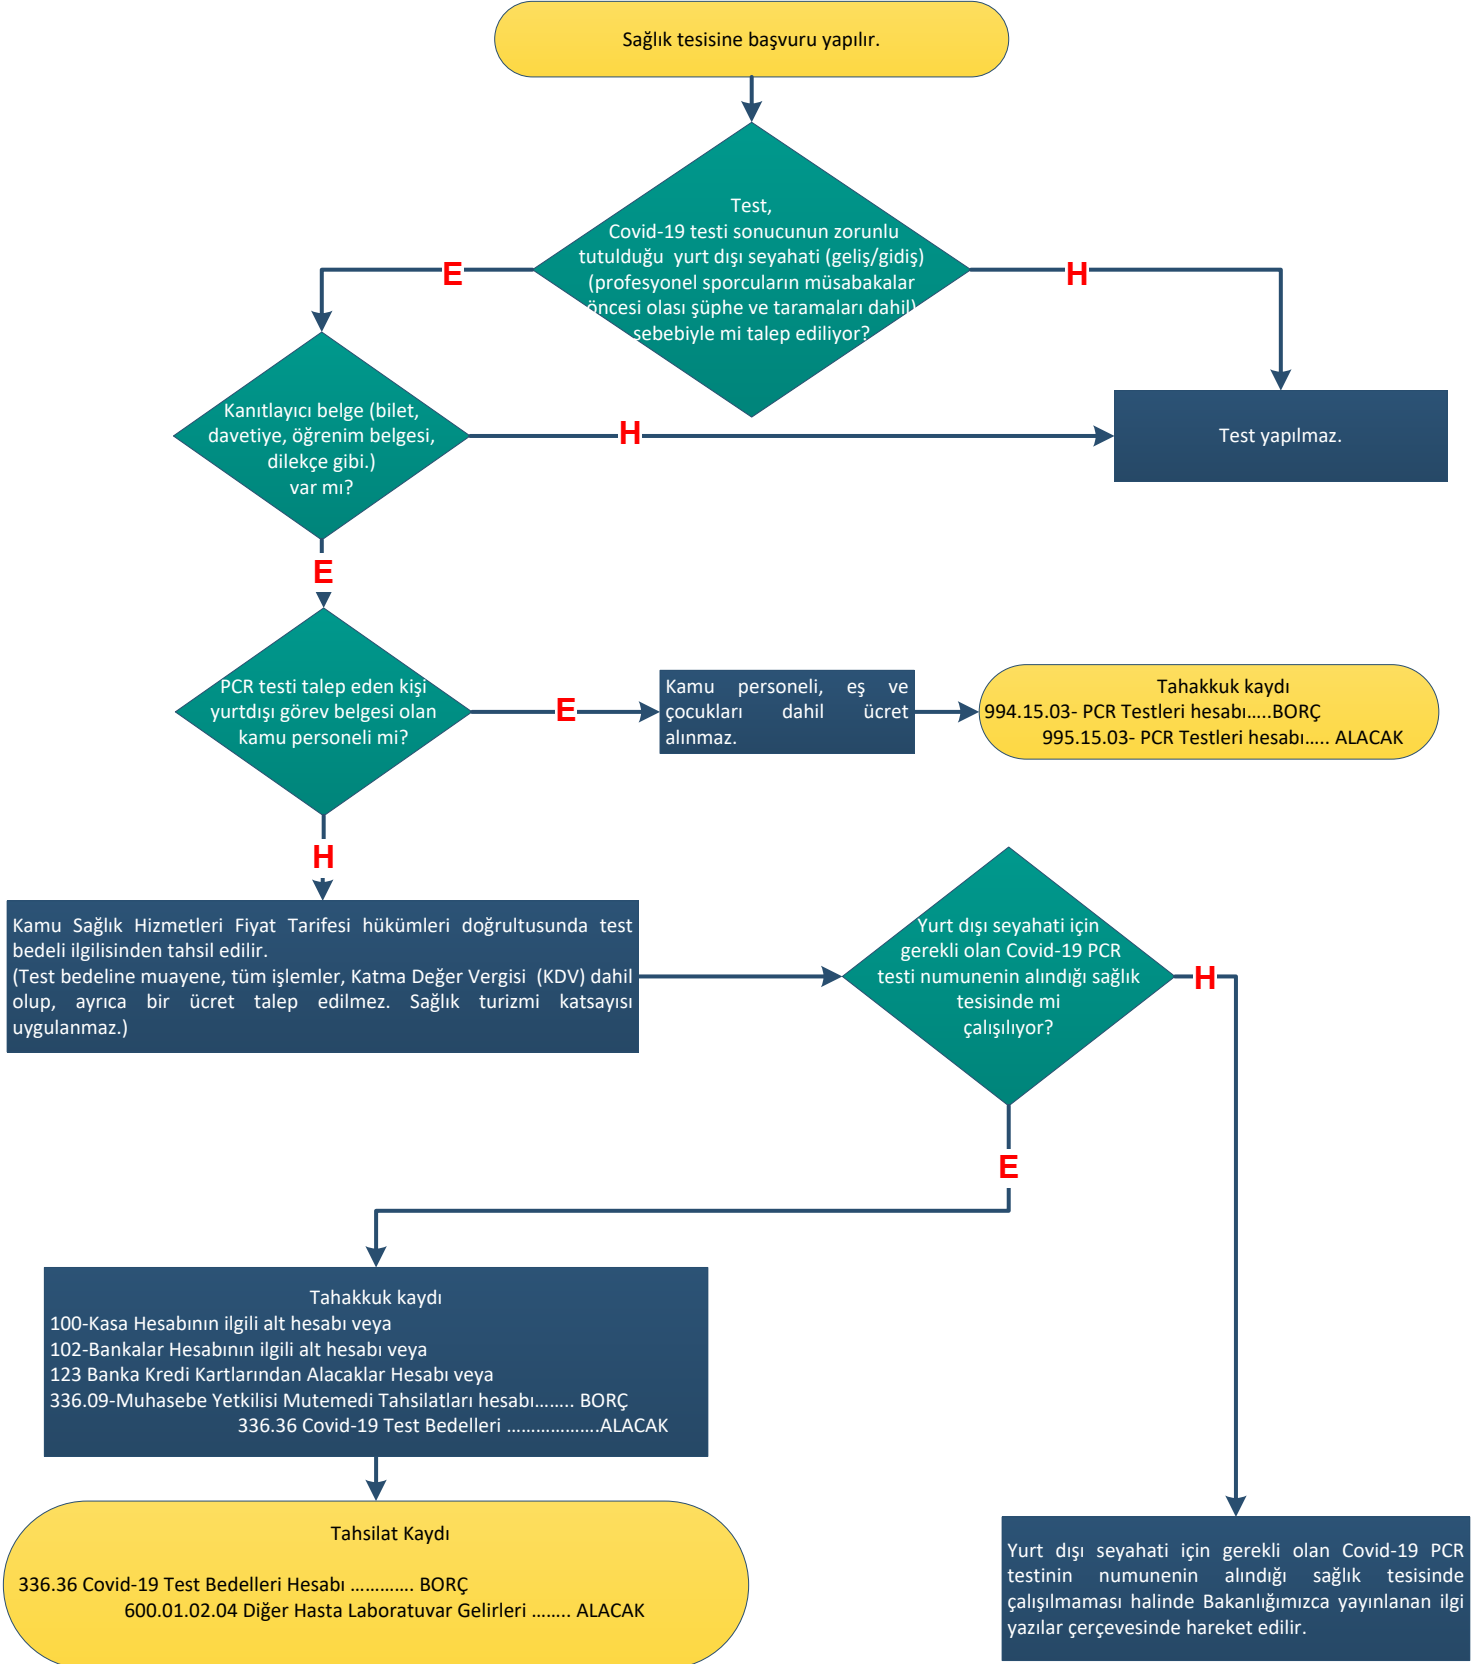 Sağlık tesisine başvuru yapılır.
Test,
Covid-19 testi sonucunun zorunlu
tutulduğu yurt dışı seyahati (geliş/gidiş)
(profesyonel sporcuların müsabakalar
öncesi olası şüphe ve taramaları dahil)
sebebiyle mi talep ediliyor?
E
H
Kanıtlayıcı belge (bilet,
davetiye, öğrenim belgesi,
dilekçe gibi.)
var mı?
H
Test yapılmaz.
E
PCR testi talep eden kişi
yurtdışı görev belgesi olan
kamu personeli mi?
E
Kamu personeli, eş ve
çocukları dahil ücret
alınmaz.
Tahakkuk kaydı
994.15.03- PCR Testleri hesabı.....BORÇ
995.15.03- PCR Testleri hesabı..... ALACAK
H
Kamu Sağlık Hizmetleri Fiyat Tarifesi hükümleri doğrultusunda test
bedeli ilgilisinden tahsil edilir.
(Test bedeline muayene, tüm işlemler, Katma Değer Vergisi (KDV) dahil
olup, ayrıca bir ücret talep edilmez. Sağlık turizmi katsayısı
uygulanmaz.)
Yurt dışı seyahati için
gerekli olan Covid-19 PCR
testi numunenin alındığı sağlık
tesisinde mi
çalışılıyor?
H
E
Tahakkuk kaydı
100-Kasa Hesabının ilgili alt hesabı veya
102-Bankalar Hesabının ilgili alt hesabı veya
123 Banka Kredi Kartlarından Alacaklar Hesabı veya
336.09-Muhasebe Yetkilisi Mutemedi Tahsilatları hesabı…….. BORÇ
336.36 Covid-19 Test Bedelleri ……………….ALACAK
Tahsilat Kaydı
336.36 Covid-19 Test Bedelleri Hesabı …………. BORÇ
600.01.02.04 Diğer Hasta Laboratuvar Gelirleri …….. ALACAK
Yurt dışı seyahati için gerekli olan Covid-19 PCR
testinin numunenin alındığı sağlık tesisinde
çalışılmaması halinde Bakanlığımızca yayınlanan ilgi
yazılar çerçevesinde hareket edilir.